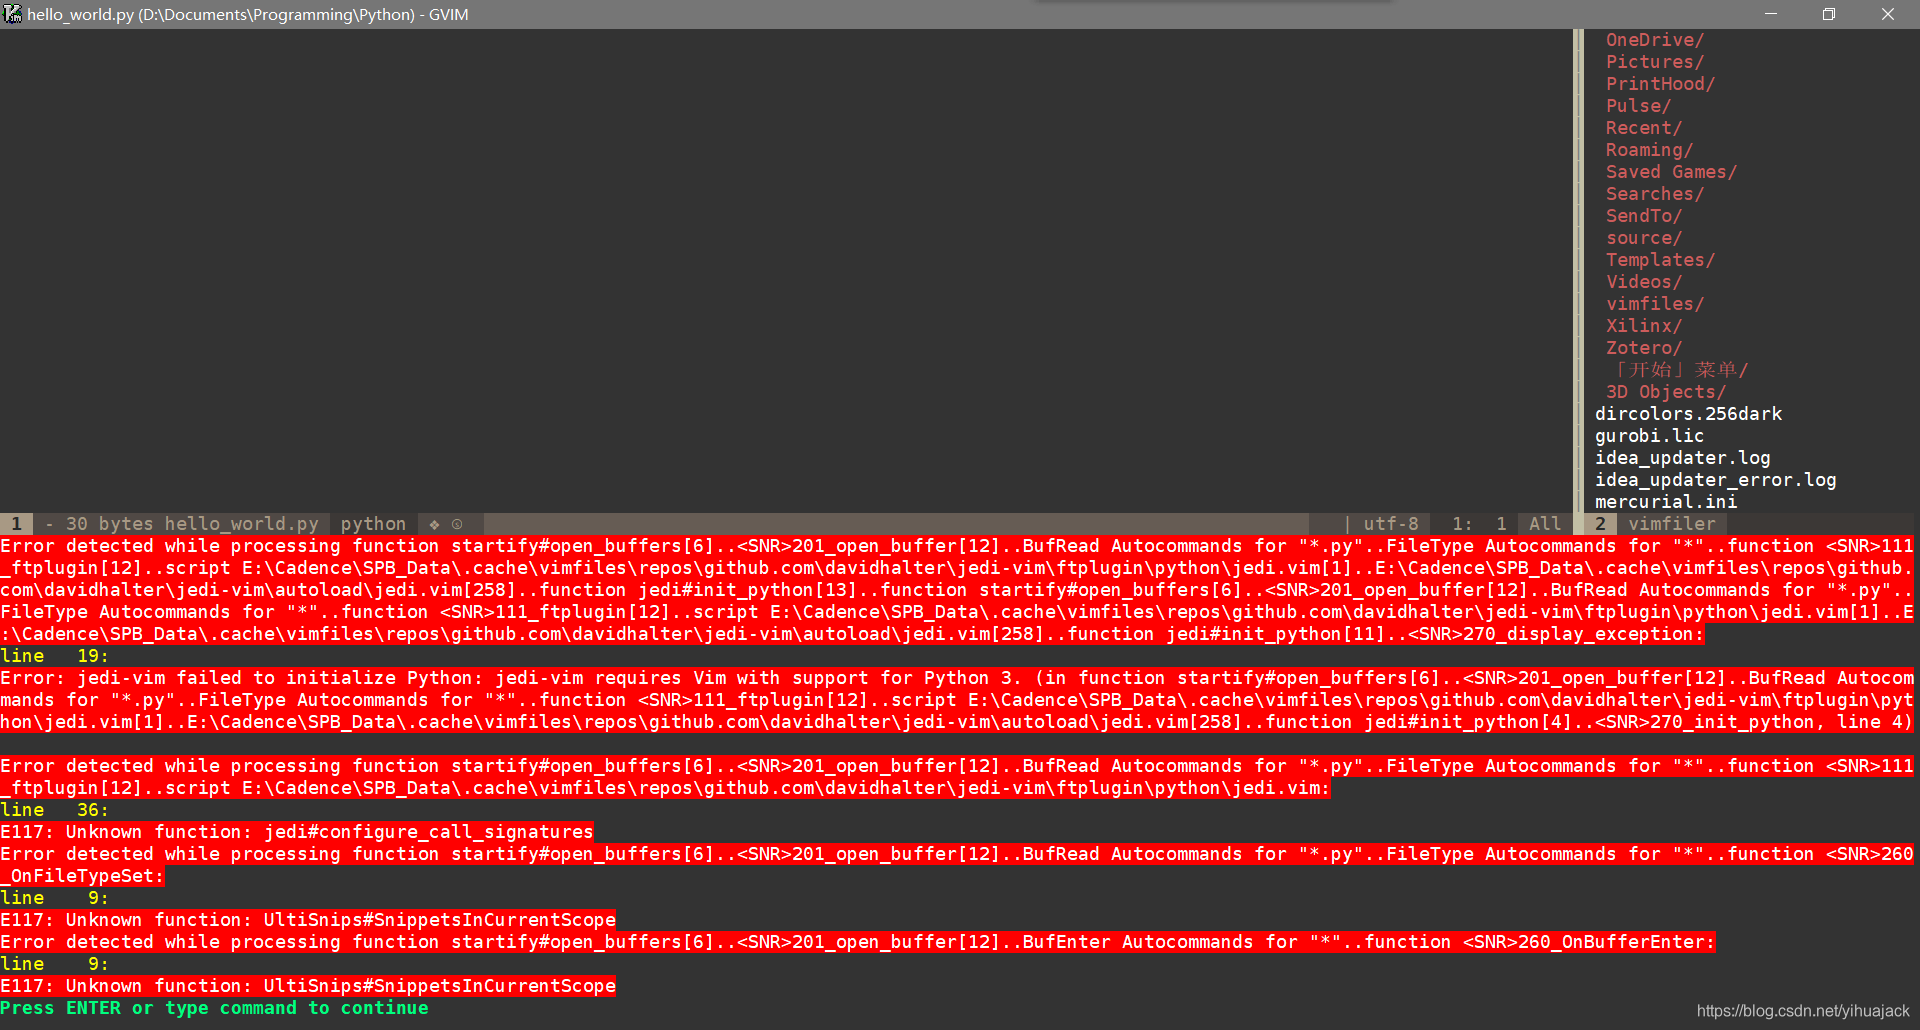 hello_world.py (D:\Documents\Programming\Python) - GVIM
OneDrive/
Pictures/
PrintHood/
Pulse/
Recent/
Roaming/
Saved Games/
Searches/
SendTo/
source/
Templates/
Videos/
vimfiles/
Xilinx/
Zotero/
「开始」菜单/
3D Objects/
dircolors.256dark
gurobi.lic
idea_updater.log
idea_updater_error.log
mercurial.ini
1 - 30 bytes hello_world.py python ❖ ⓢ | utf-8 1: 1 All 2 vimfiler
Error detected while processing function startify#open_buffers[6]..<SNR>201_open_buffer[12]..BufRead Autocommands for "*.py"..FileType Autocommands for "*"..function <SNR>111
_ftplugin[12]..script E:\Cadence\SPB_Data\.cache\vimfiles\repos\github.com\davidhalter\jedi-vim\ftplugin\python\jedi.vim[1]..E:\Cadence\SPB_Data\.cache\vimfiles\repos\github.
com\davidhalter\jedi-vim\autoload\jedi.vim[258]..function jedi#init_python[13]..function startify#open_buffers[6]..<SNR>201_open_buffer[12]..BufRead Autocommands for "*.py"..
FileType Autocommands for "*"..function <SNR>111_ftplugin[12]..script E:\Cadence\SPB_Data\.cache\vimfiles\repos\github.com\davidhalter\jedi-vim\ftplugin\python\jedi.vim[1]..E
:\Cadence\SPB_Data\.cache\vimfiles\repos\github.com\davidhalter\jedi-vim\autoload\jedi.vim[258]..function jedi#init_python[11]..<SNR>270_display_exception:
line   19:
Error: jedi-vim failed to initialize Python: jedi-vim requires Vim with support for Python 3. (in function startify#open_buffers[6]..<SNR>201_open_buffer[12]..BufRead Autocom
mands for "*.py"..FileType Autocommands for "*"..function <SNR>111_ftplugin[12]..script E:\Cadence\SPB_Data\.cache\vimfiles\repos\github.com\davidhalter\jedi-vim\ftplugin\pyt
hon\jedi.vim[1]..E:\Cadence\SPB_Data\.cache\vimfiles\repos\github.com\davidhalter\jedi-vim\autoload\jedi.vim[258]..function jedi#init_python[4]..<SNR>270_init_python, line 4)
Error detected while processing function startify#open_buffers[6]..<SNR>201_open_buffer[12]..BufRead Autocommands for "*.py"..FileType Autocommands for "*"..function <SNR>111
_ftplugin[12]..script E:\Cadence\SPB_Data\.cache\vimfiles\repos\github.com\davidhalter\jedi-vim\ftplugin\python\jedi.vim:
line   36:
E117: Unknown function: jedi#configure_call_signatures
Error detected while processing function startify#open_buffers[6]..<SNR>201_open_buffer[12]..BufRead Autocommands for "*.py"..FileType Autocommands for "*"..function <SNR>260
_OnFileTypeSet:
line    9:
E117: Unknown function: UltiSnips#SnippetsInCurrentScope
Error detected while processing function startify#open_buffers[6]..<SNR>201_open_buffer[12]..BufEnter Autocommands for "*"..function <SNR>260_OnBufferEnter:
line    9:
E117: Unknown function: UltiSnips#SnippetsInCurrentScope
Press ENTER or type command to continue
https://blog.csdn.net/yihuajack